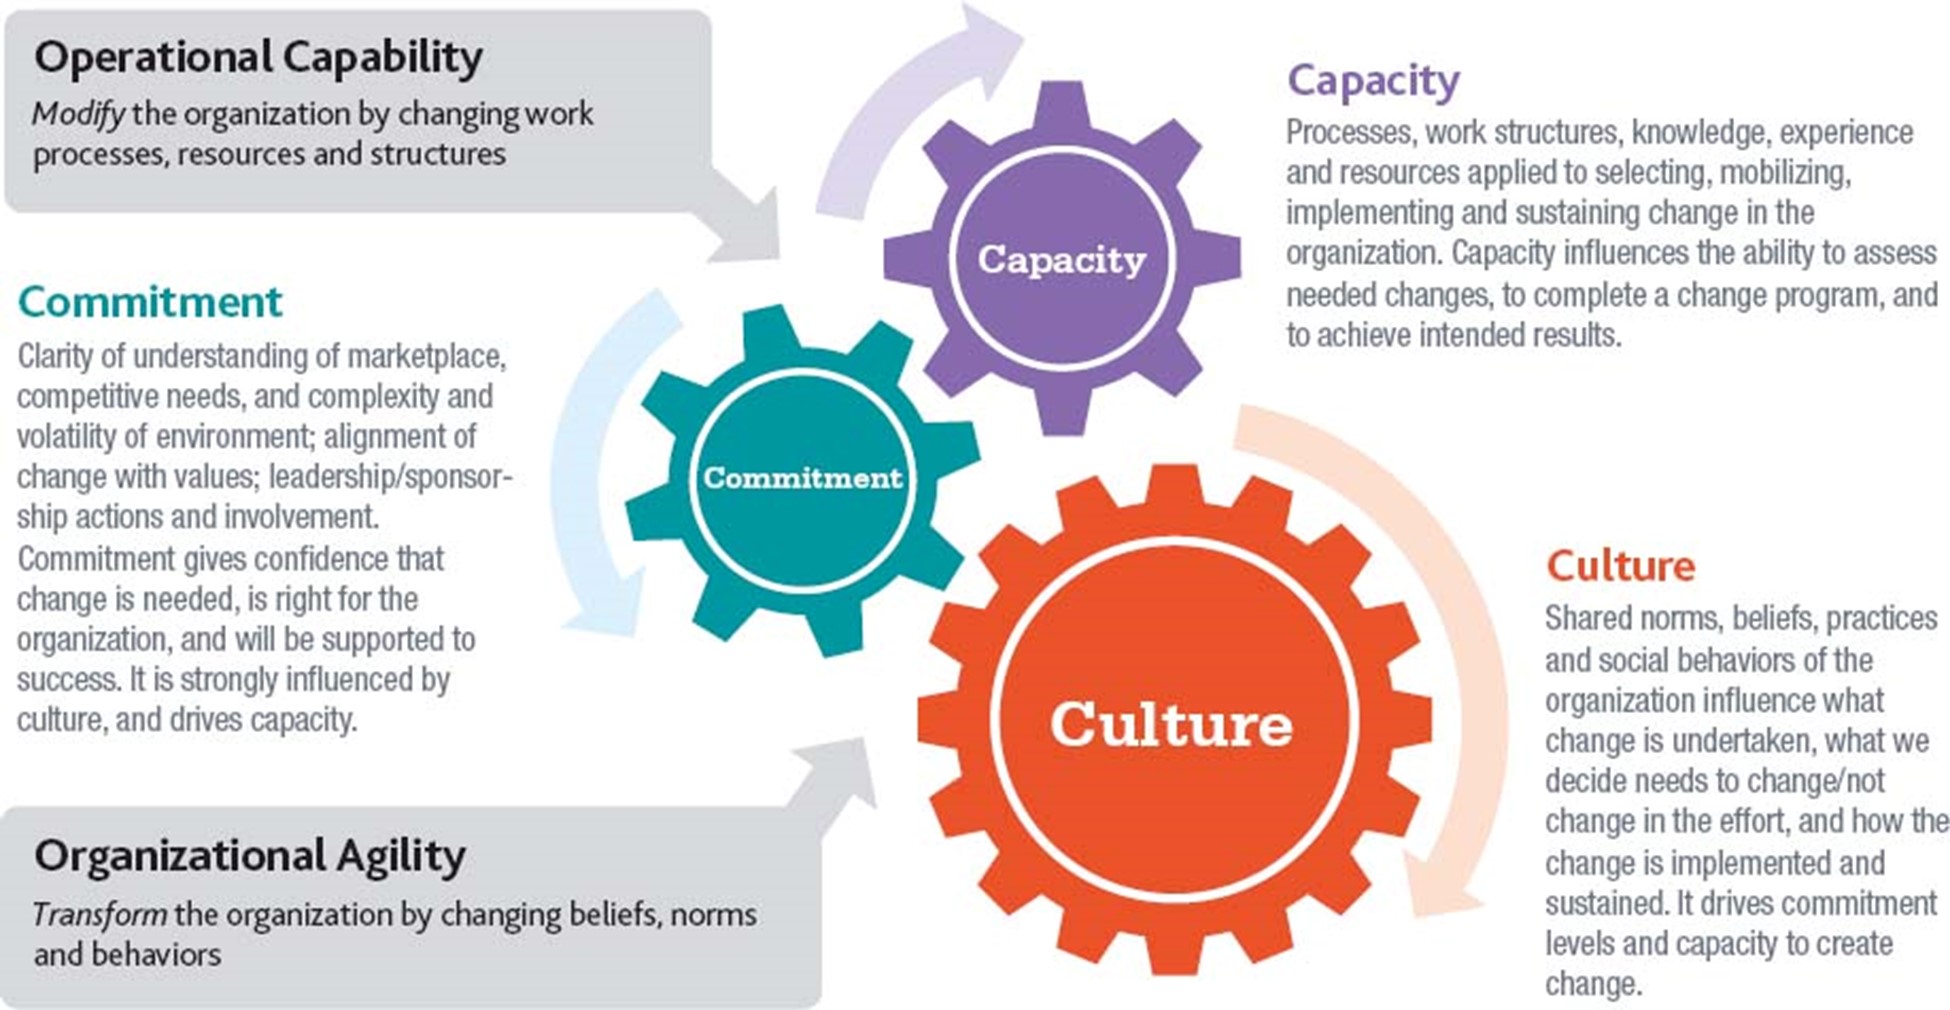 Operational Capability
Modify the organization by changing work
processes, resources and structures
Capacity
Processes, work structures, knowledge, experience
and resources applied to selecting, mobilizing,
implementing and sustaining change in the
organization. Capacity influences the ability to assess
needed changes, to complete a change program, and
to achieve intended results.
Capacity
Commitment
Clarity of understanding of marketplace,
competitive needs, and complexity and
volatility of environment; alignment of
change with values; leadership/sponsor-
ship actions and involvement.
Commitment gives confidence that
change is needed, is right for the
organization, and will be supported to
success. It is strongly influenced by
culture, and drives capacity.
Commitment
Culture
Culture
Shared norms, beliefs, practices
and social behaviors of the
organization influence what
change is undertaken, what we
decide needs to change/not
change in the effort, and how the
change is implemented and
sustained. It drives commitment
levels and capacity to create
change.
Organizational Agility
Transform the organization by changing beliefs, norms
and behaviors